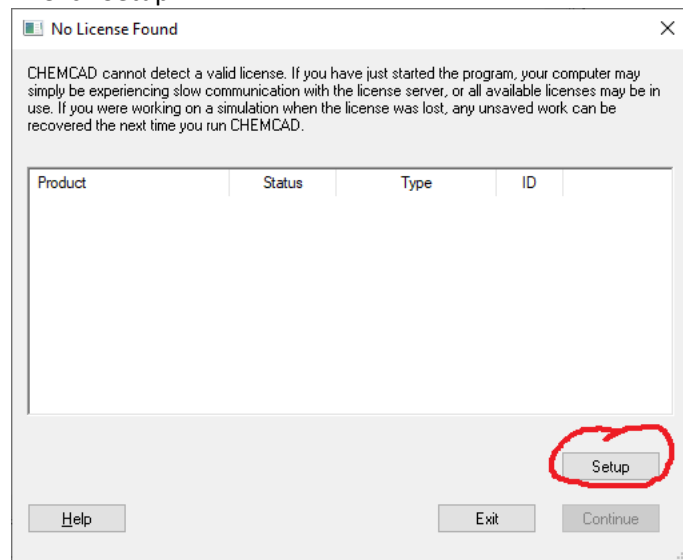 No License Found
CHEMCAD cannot detect a valid license. If you have just started the program, your computer may
simply be experiencing slow communication with the license server, or all available licenses may be in
use. If you were working on a simulation when the license was lost, any unsaved work can be
recovered the next time you run CHEMCAD.
Product Status Type ID
Setup
Help Exit Continue